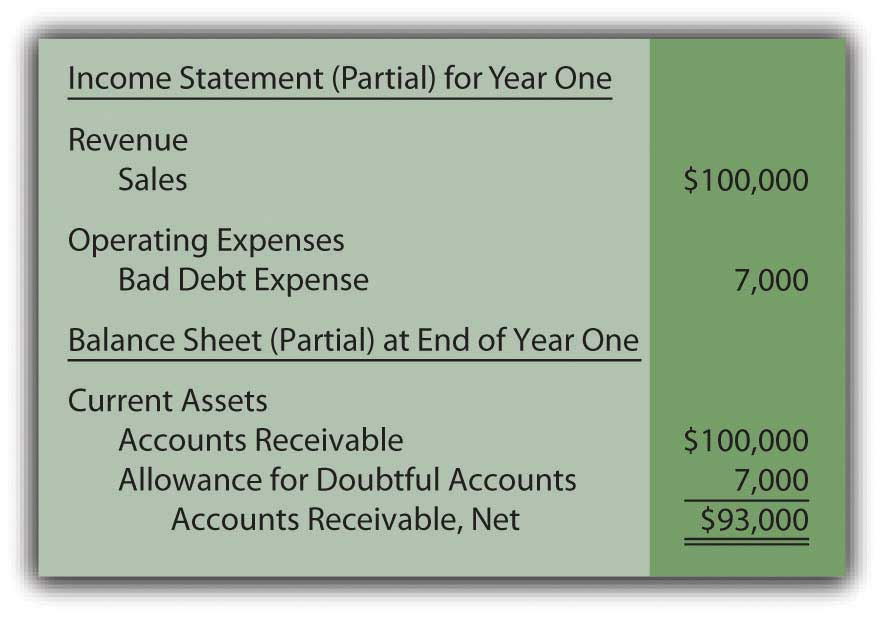 Income Statement (Partial) for Year One
Revenue
Sales $100,000
Operating Expenses
Bad Debt Expense 7,000
Balance Sheet (Partial) at End of Year One
Current Assets
Accounts Receivable $100,000
Allowance for Doubtful Accounts 7,000
Accounts Receivable, Net $93,000